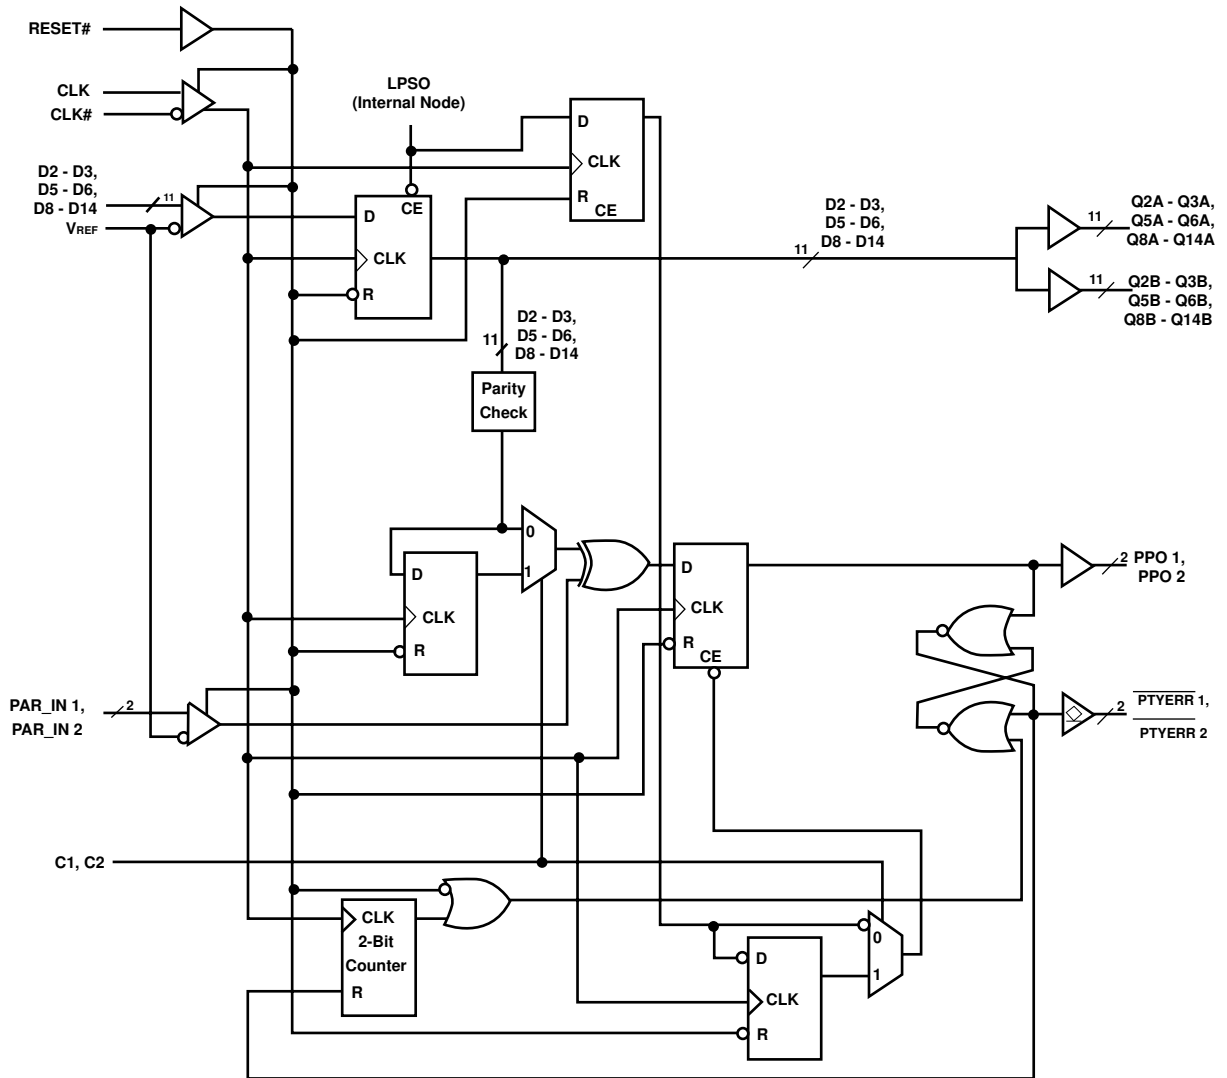 RESET#
CLK
CLK#
LPSO
(Internal Node)
D
CLK
R
CE
D2 - D3,
D5 - D6,
D8 - D14
11
VREF
CE
D
CLK
R
D2 - D3,
D5 - D6,
D8 - D14
11
11
Q2A - Q3A,
Q5A - Q6A,
Q8A - Q14A
11
Q2B - Q3B,
Q5B - Q6B,
Q8B - Q14B
D2 - D3,
D5 - D6,
D8 - D14
11
Parity
Check
0
1
D
CLK
R
D
CLK
R
CE
2
PPO 1,
PPO 2
PAR_IN 1,
PAR_IN 2
2
2
PTYERR 1,
PTYERR 2
C1, C2
CLK
2-Bit
Counter
R
0
1
D
CLK
R